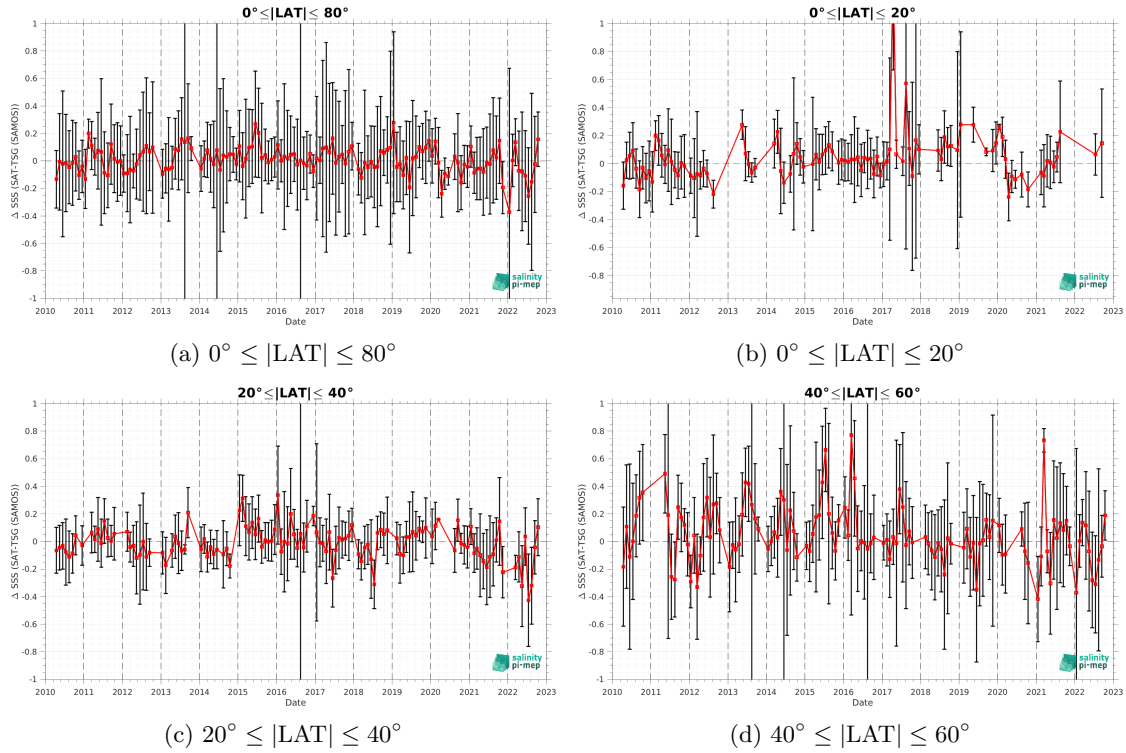 0°≤|LAT|≤ 80°
Δ SSS (SAT-TSG (SAMOS))
1
0.8
0.6
0.4
0.2
0
-0.2
-0.4
-0.6
-0.8
-1
2010 2011 2012 2013 2014 2015 2016 2017 2018 2019 2020 2021 2022 2023
Date
salinity
pi-mep
(a) 0° ≤ |LAT| ≤ 80°
0°≤|LAT|≤ 20°
Δ SSS (SAT-TSG (SAMOS))
1
0.8
0.6
0.4
0.2
0
-0.2
-0.4
-0.6
-0.8
2010 2011 2012 2013 2014 2015 2016 2017 2018 2019 2020 2021 2022 2023
Date
salinity
pi-mep
(b) 0° ≤ |LAT| ≤ 20°
20°≤|LAT|≤ 40°
Δ SSS (SAT-TSG (SAMOS))
1
0.8
0.6
0.4
0.2
0
-0.2
-0.4
-0.6
-0.8
-1
2010 2011 2012 2013 2014 2015 2016 2017 2018 2019 2020 2021 2022 2023
Date
salinity
pi-mep
(c) 20° ≤ |LAT| ≤ 40°
40°≤|LAT|≤ 60°
Δ SSS (SAT-TSG (SAMOS))
1
0.8
0.6
0.4
0.2
0
-0.2
-0.4
-0.6
-0.8
-1
2010 2011 2012 2013 2014 2015 2016 2017 2018 2019 2020 2021 2022 2023
Date
salinity
pi-mep
(d) 40° ≤ |LAT| ≤ 60°